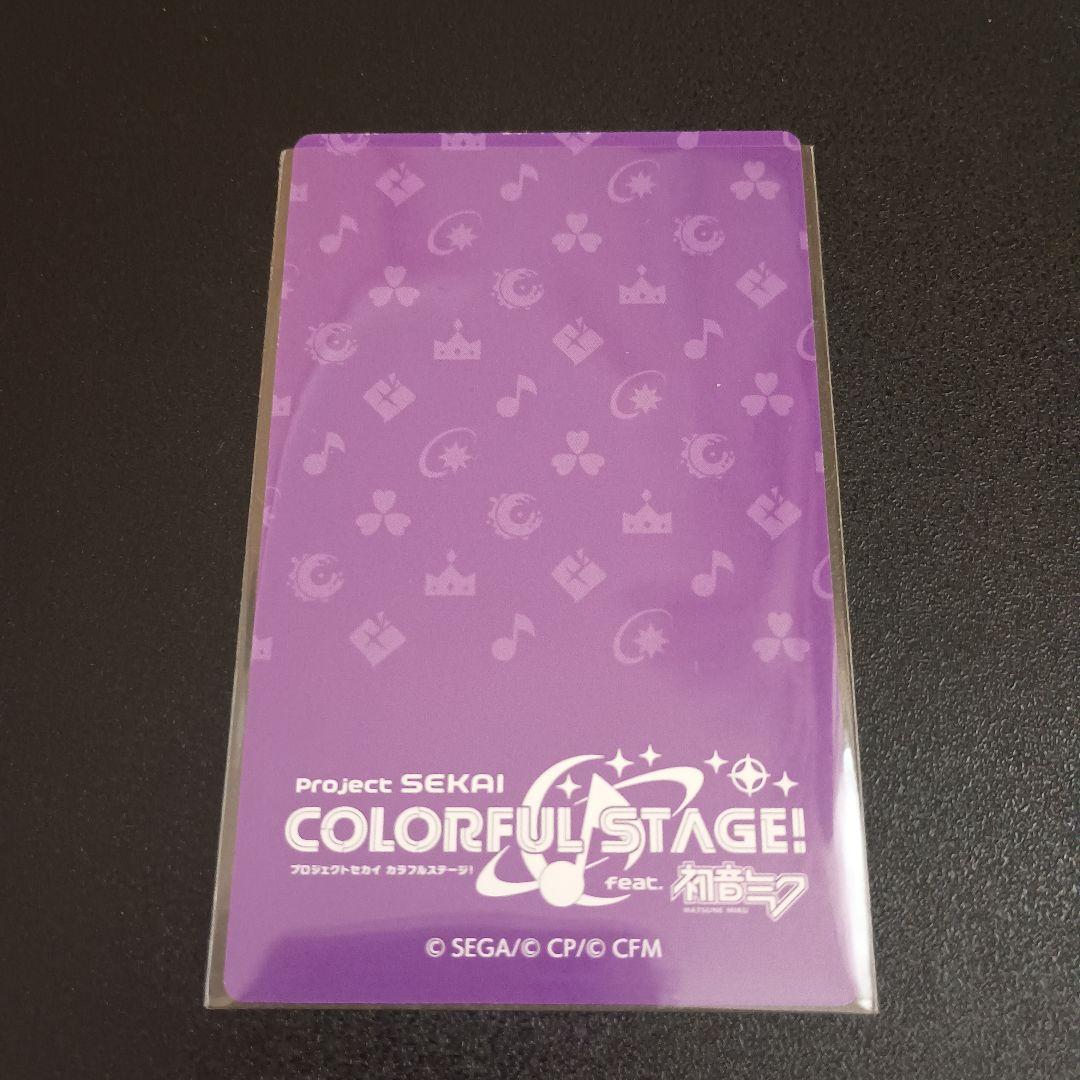 Project SEKAI
COLORFUL STAGE!
プロジェクトセカイ カラフルステージ!
feat. 初音ミク
HATSUNE MIKU
© SEGA/© CP/© CFM